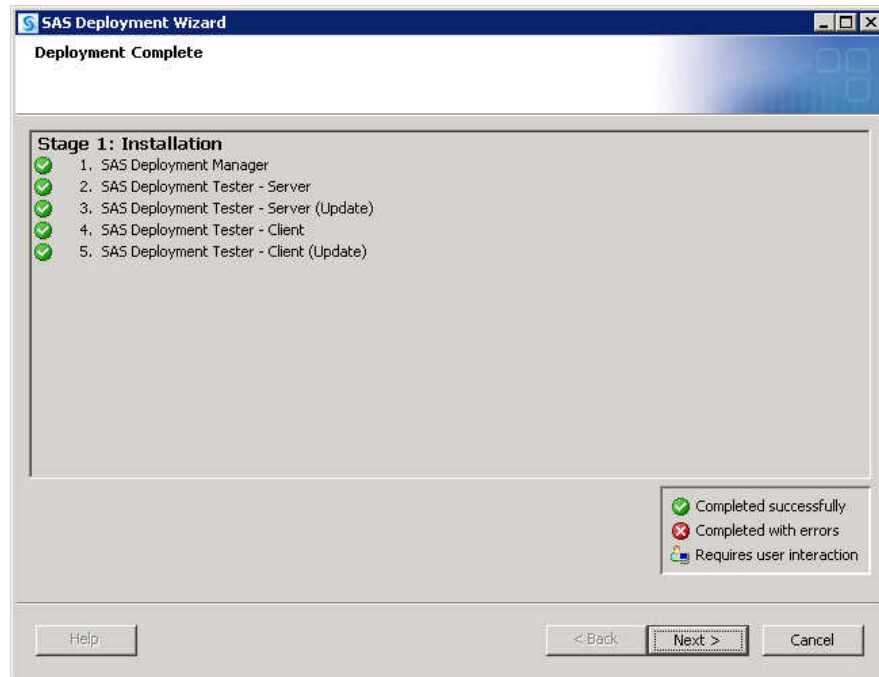 SAS Deployment Wizard
Deployment Complete
Stage 1: Installation
1. SAS Deployment Manager
2. SAS Deployment Tester - Server
3. SAS Deployment Tester - Server (Update)
4. SAS Deployment Tester - Client
5. SAS Deployment Tester - Client (Update)
Completed successfully
Completed with errors
Requires user interaction
Help < Back Next > Cancel